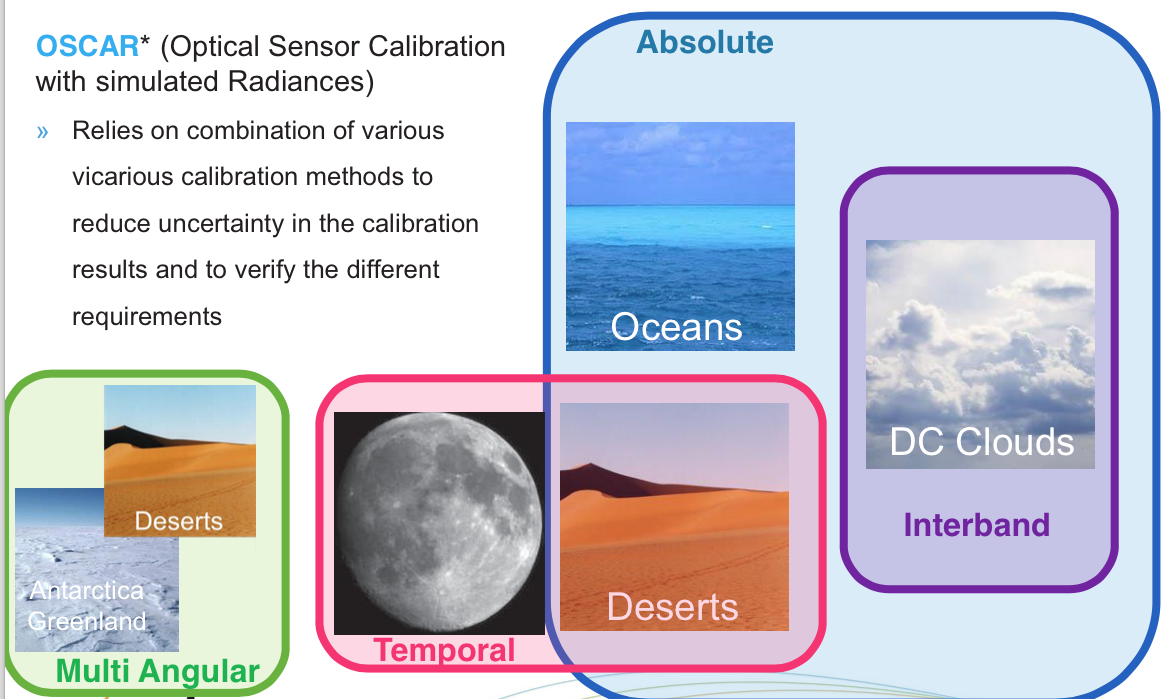 OSCAR* (Optical Sensor Calibration
with simulated Radiances)
» Relies on combination of various
vicarious calibration methods to
reduce uncertainty in the calibration
results and to verify the different
requirements
Absolute
Oceans
DC Clouds
Interband
Deserts
Antarctica
Greenland
Multi Angular
Deserts
Temporal